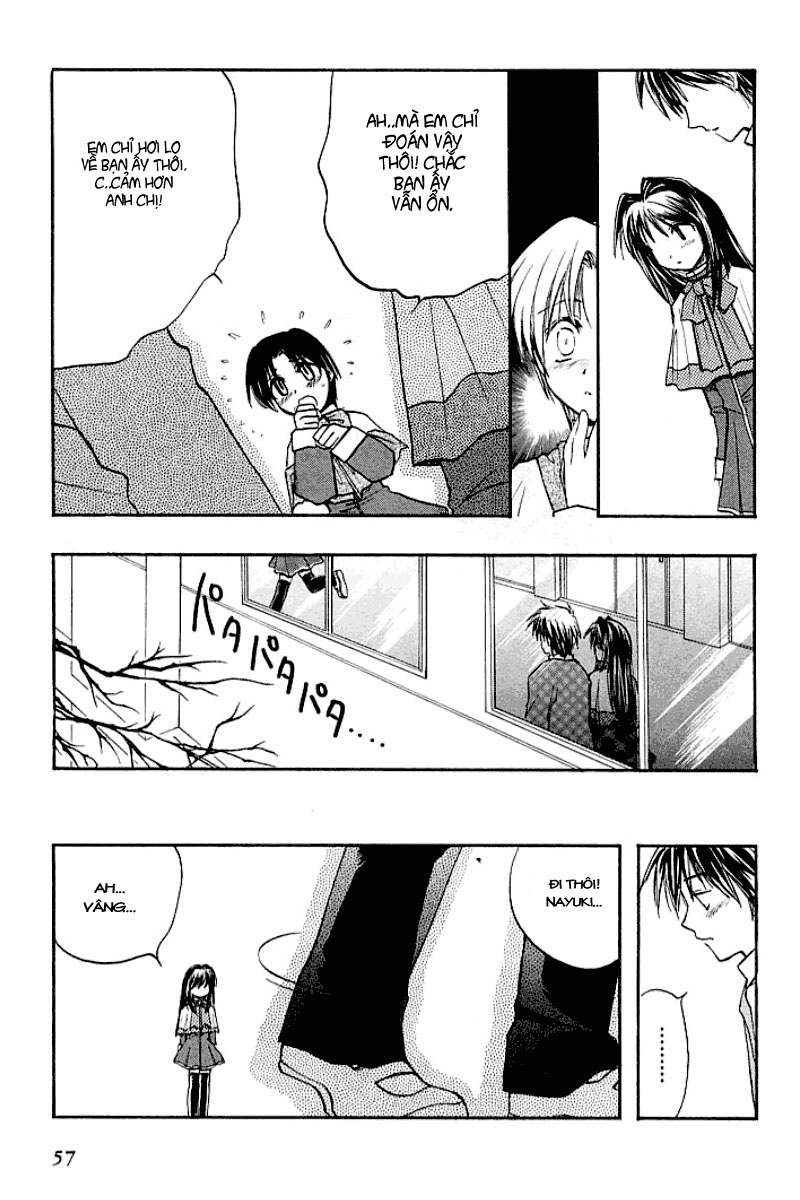 AH..MÀ EM CHỈ
ĐOÁN VẬY
THÔI! CHẮC
BẠN ẤY
VẪN ỔN.
EM CHỈ HƠI LO
VỀ BẠN ẤY THÔI.
C..CẢM HƠN
ANH CHỊ!
パタパタパタ....
........
ĐI THÔI!
NAYUKI...
AH...
VÂNG...
57